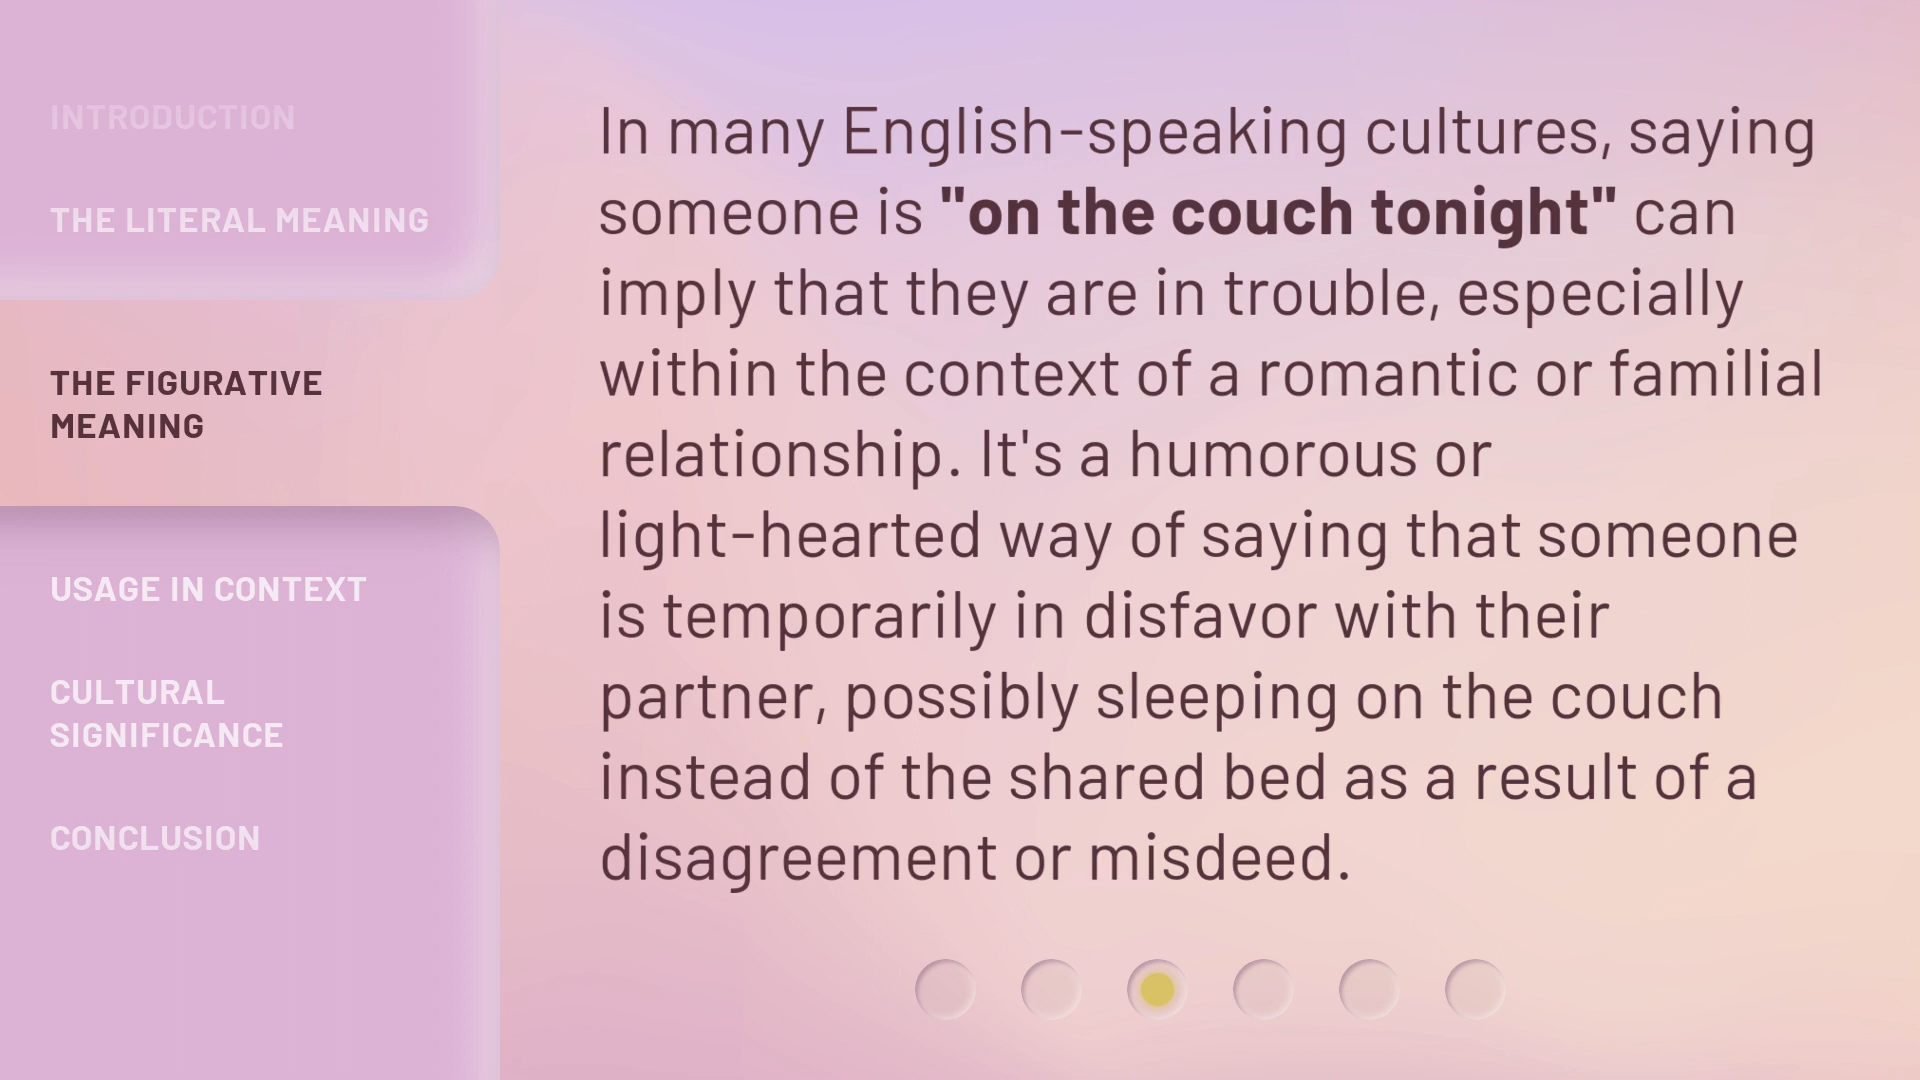 INTRODUCTION
THE LITERAL MEANING
THE FIGURATIVE
MEANING
USAGE IN CONTEXT
CULTURAL
SIGNIFICANCE
CONCLUSION
In many English-speaking cultures, saying
someone is "on the couch tonight" can
imply that they are in trouble, especially
within the context of a romantic or familial
relationship. It's a humorous or
light-hearted way of saying that someone
is temporarily in disfavor with their
partner, possibly sleeping on the couch
instead of the shared bed as a result of a
disagreement or misdeed.